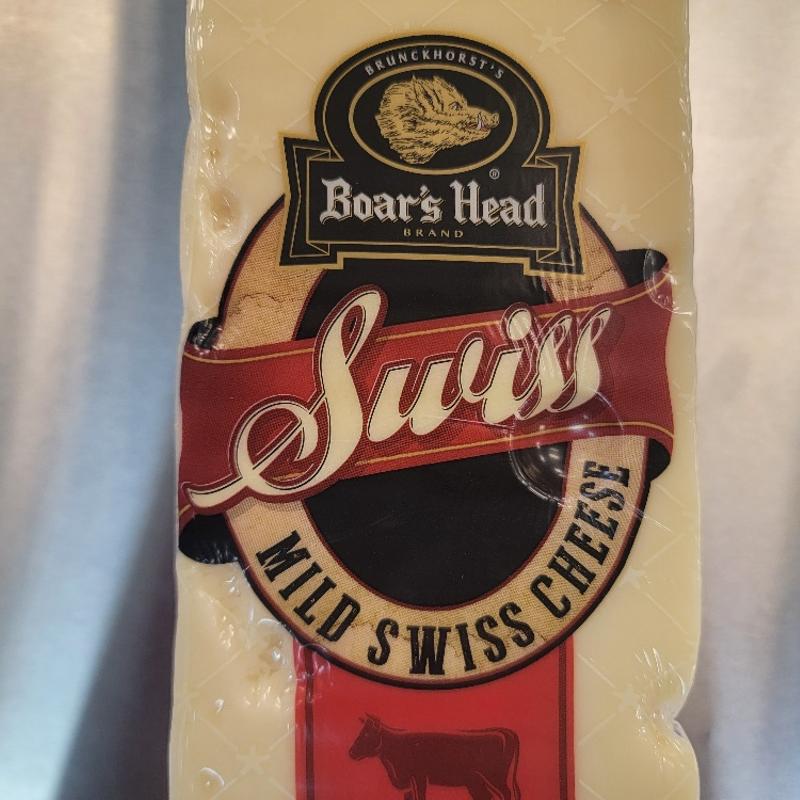 BRUNCKHORST'S
Boar's Head®
BRAND
Swiss
MILD SWISS CHEESE